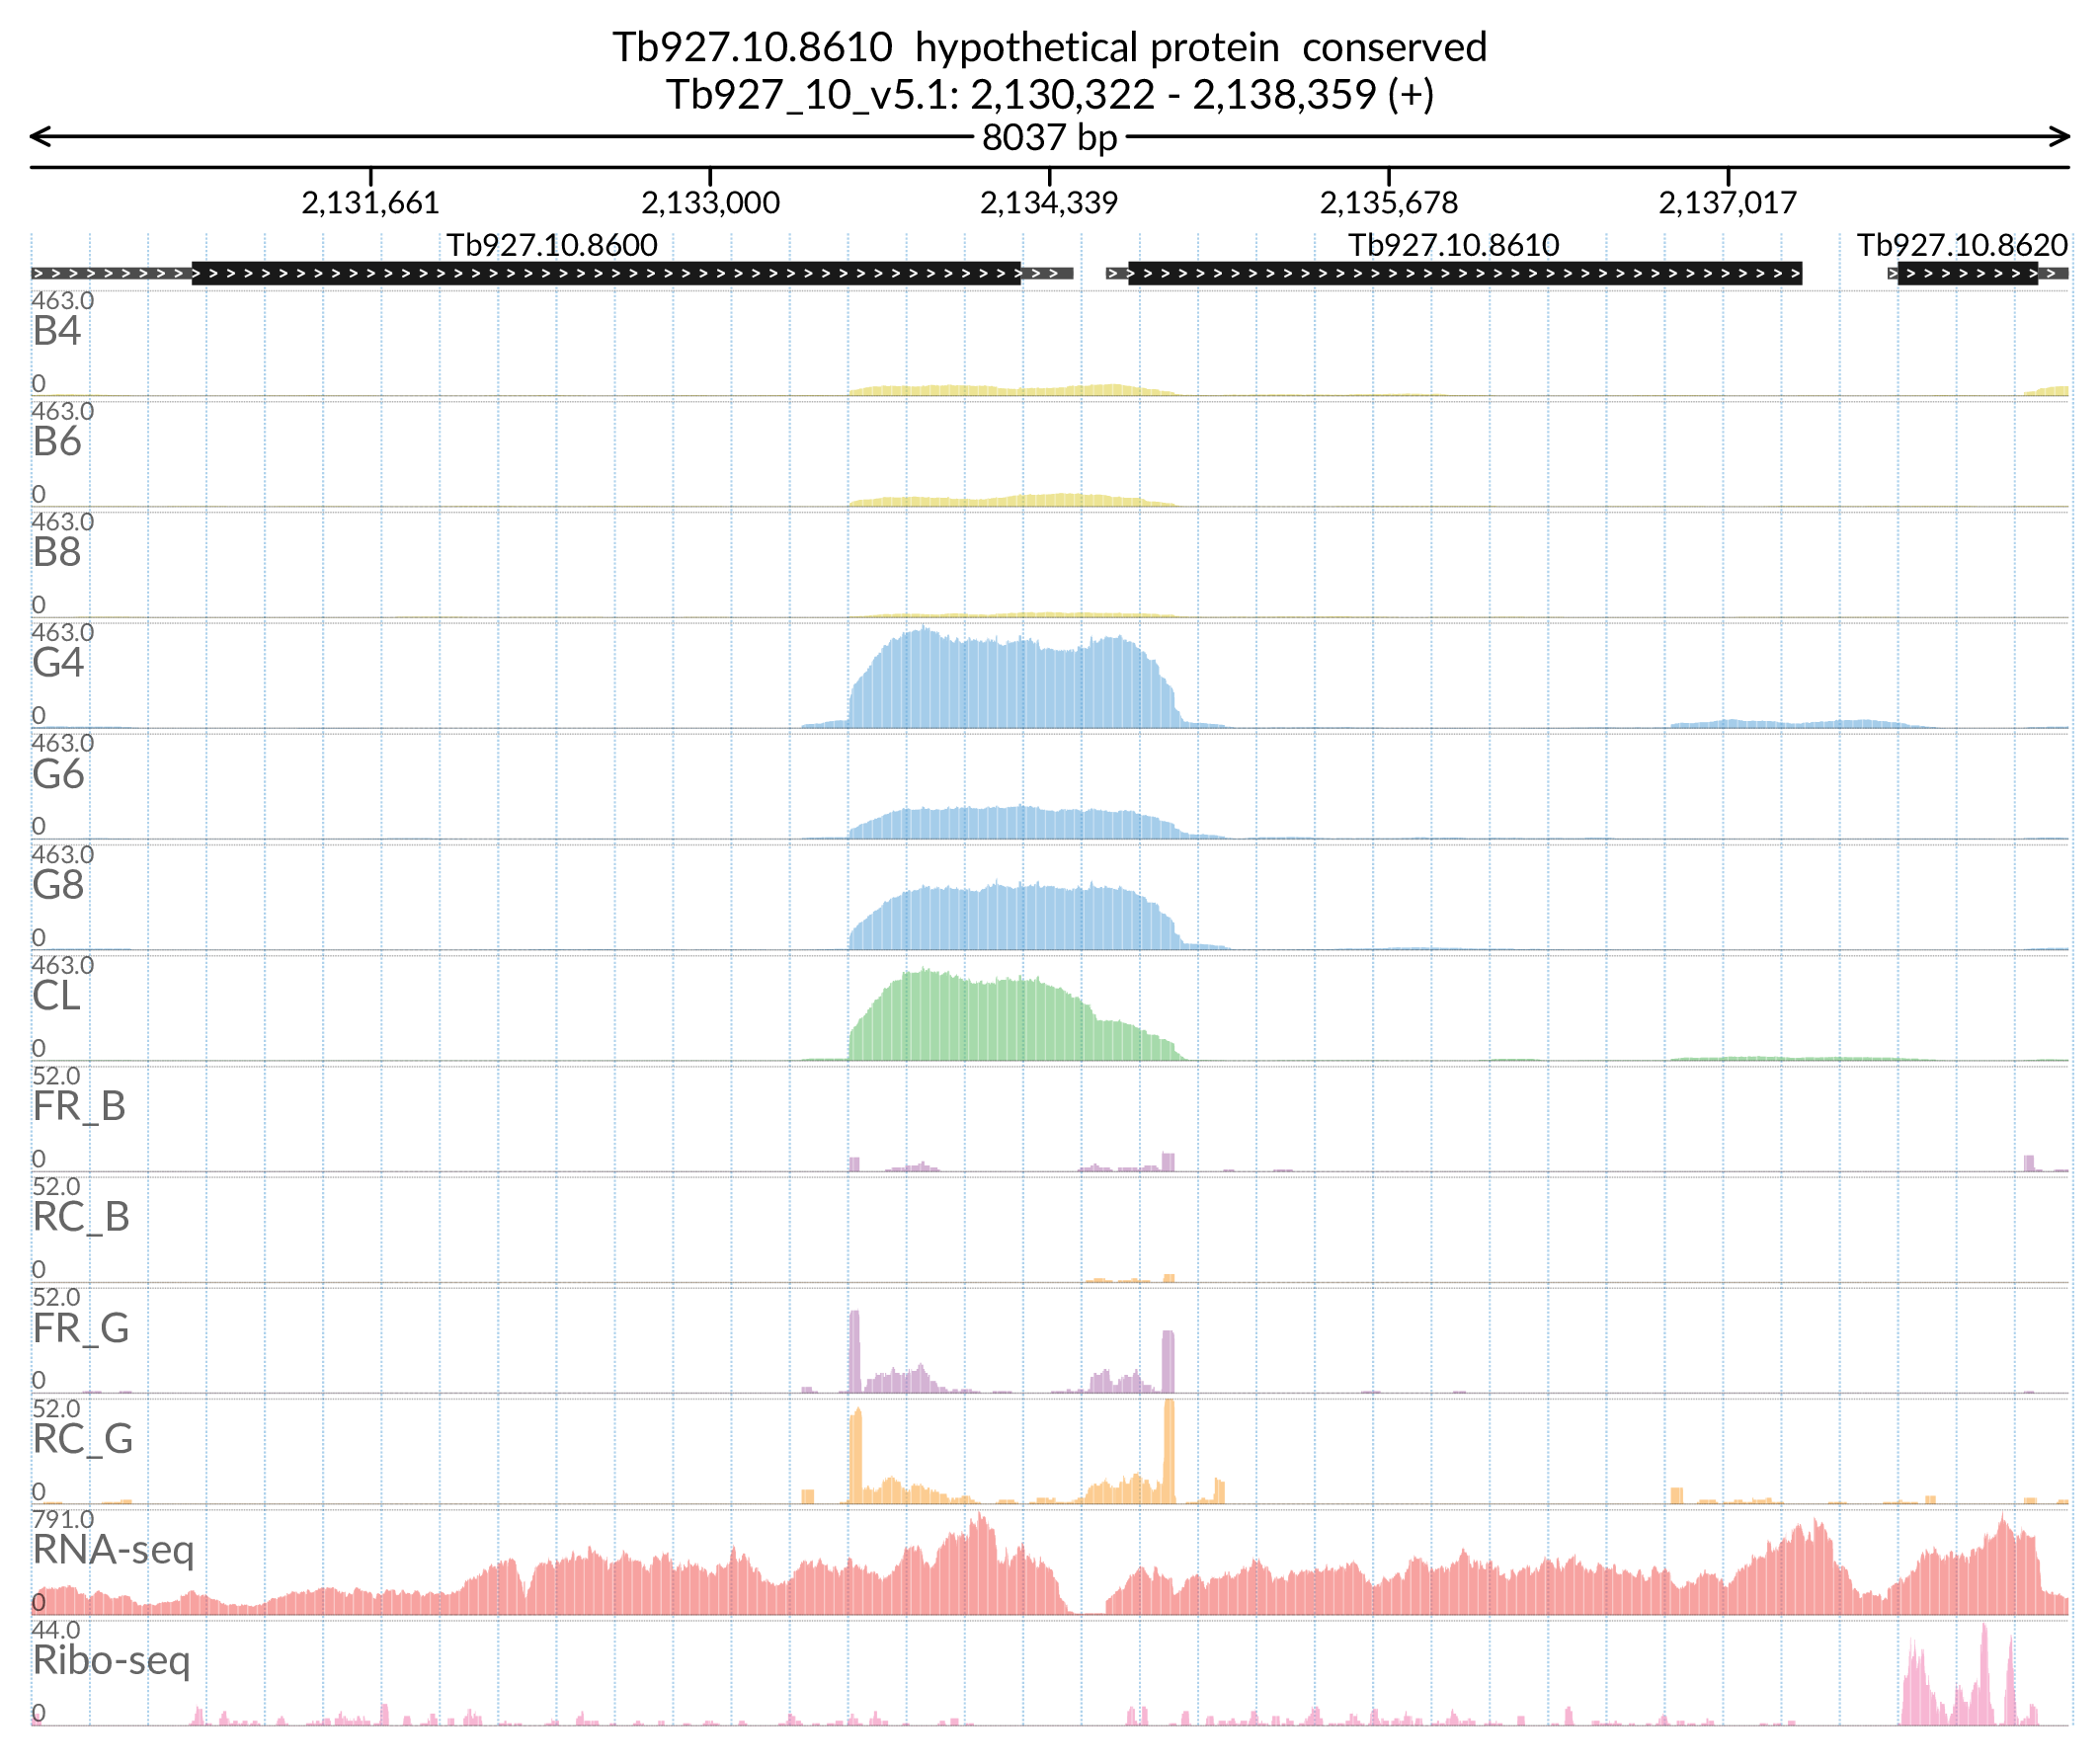 Tb927.10.8610  hypothetical protein  conserved
Tb927_10_v5.1: 2,130,322 - 2,138,359 (+)
8037 bp
2,131,661 2,133,000 2,134,339 2,135,678 2,137,017
Tb927.10.8600 Tb927.10.8610 Tb927.10.8620
463.0
B4
0
463.0
B6
0
463.0
B8
0
463.0
G4
0
463.0
G6
0
463.0
G8
0
463.0
CL
0
52.0
FR_B
0
52.0
RC_B
0
52.0
FR_G
0
52.0
RC_G
0
791.0
RNA-seq
0
44.0
Ribo-seq
0